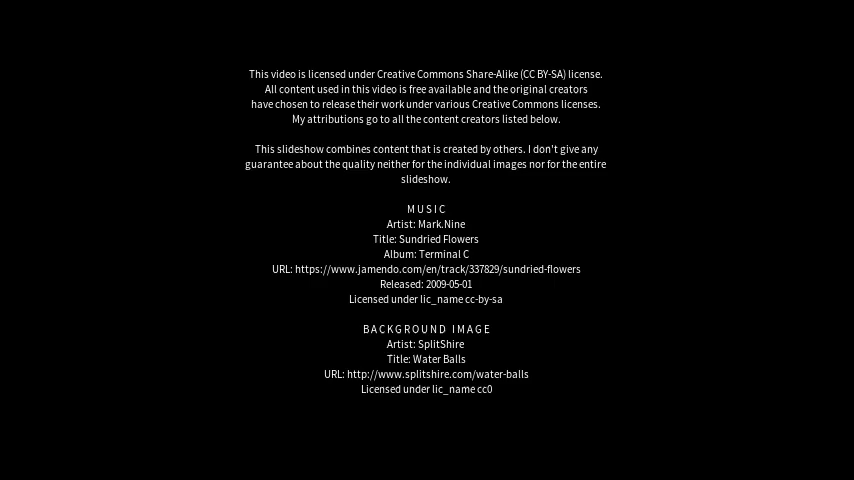 This video is licensed under Creative Commons Share-Alike (CC BY-SA) license.
All content used in this video is free available and the original creators
have chosen to release their work under various Creative Commons licenses.
My attributions go to all the content creators listed below.
This slideshow combines content that is created by others. I don't give any
guarantee about the quality neither for the individual images nor for the entire
slideshow.
MUSIC
Artist: Mark.Nine
Title: Sundried Flowers
Album: Terminal C
URL: https://www.jamendo.com/en/track/337829/sundried-flowers
Released: 2009-05-01
Licensed under lic_name cc-by-sa
BACKGROUND IMAGE
Artist: SplitShire
Title: Water Balls
URL: http://www.splitshire.com/water-balls
Licensed under lic_name cc0